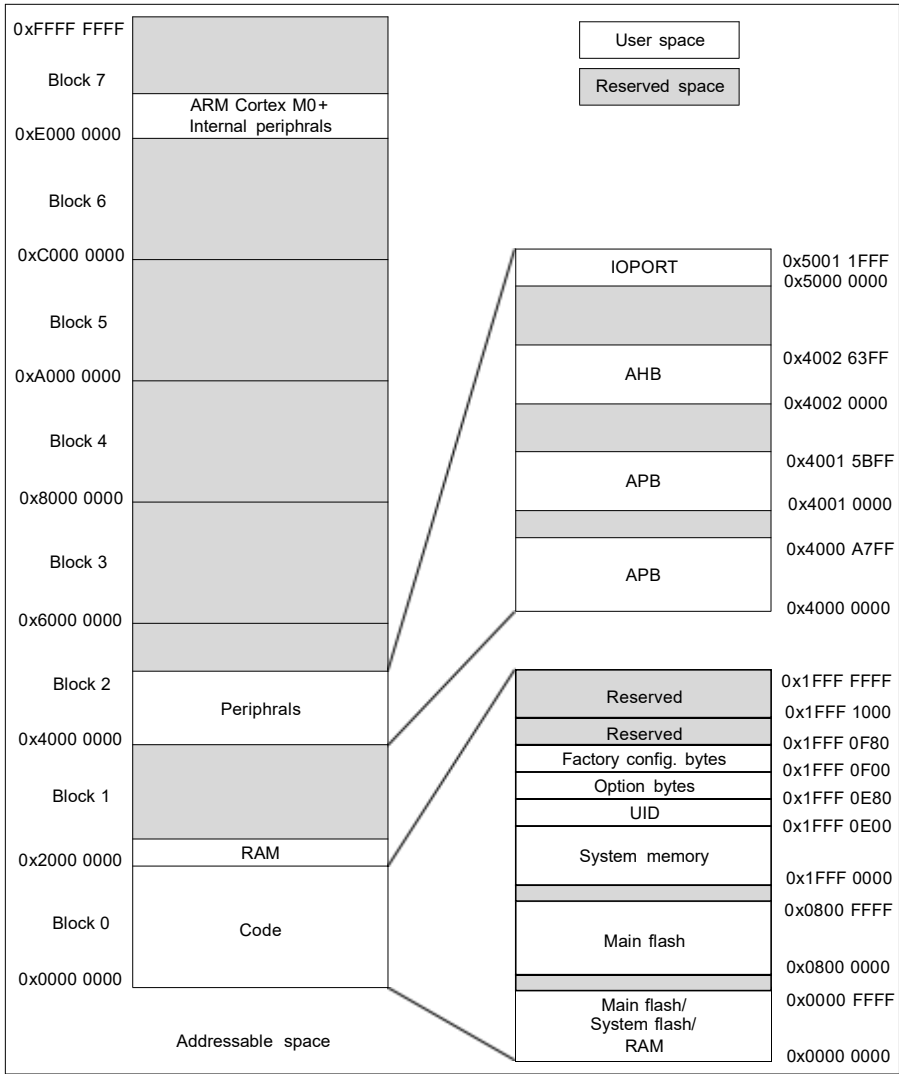 0xFFFF FFFF
Block 7
ARM Cortex M0+
Internal periphrals
0xE000 0000
Block 6
0xC000 0000
Block 5
0xA000 0000
Block 4
0x8000 0000
Block 3
0x6000 0000
Block 2
Periphrals
0x4000 0000
Block 1
RAM
0x2000 0000
Block 0
Code
0x0000 0000
Addressable space
User space
Reserved space
IOPORT
0x5001 1FFF
0x5000 0000
AHB
0x4002 63FF
0x4002 0000
APB
0x4001 5BFF
0x4001 0000
APB
0x4000 A7FF
0x4000 0000
Reserved
0x1FFF FFFF
0x1FFF 1000
Reserved
0x1FFF 0F80
Factory config. bytes
0x1FFF 0F00
Option bytes
0x1FFF 0E80
UID
0x1FFF 0E00
System memory
0x1FFF 0000
Main flash
0x0800 FFFF
0x0800 0000
Main flash/
System flash/
RAM
0x0000 FFFF
0x0000 0000